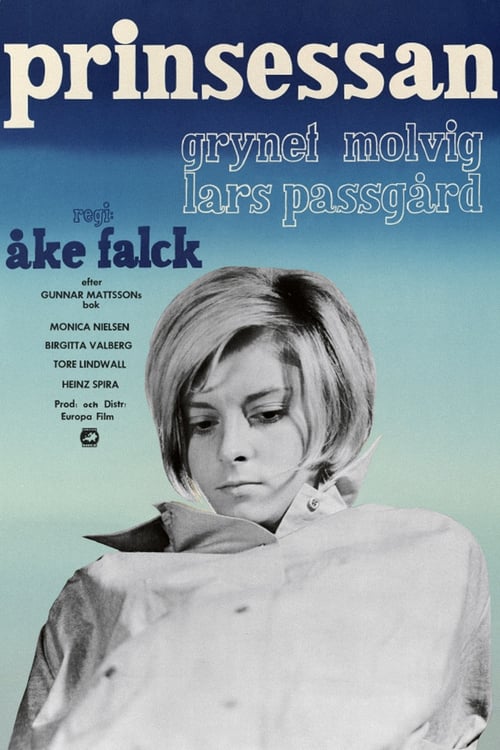 prinsessan
grynet molvig
lars passgård
regi:
åke falck
efter
GUNNAR MATTSSONs
bok
MONICA NIELSEN
BIRGITTA VALBERG
TORE LINDWALL
HEINZ SPIRA
Prod: och Distr:
Europa Film